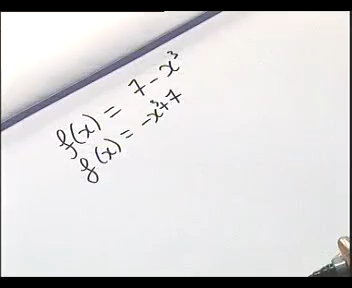 f(x) = 7 - x³
f(x) = -x³+7